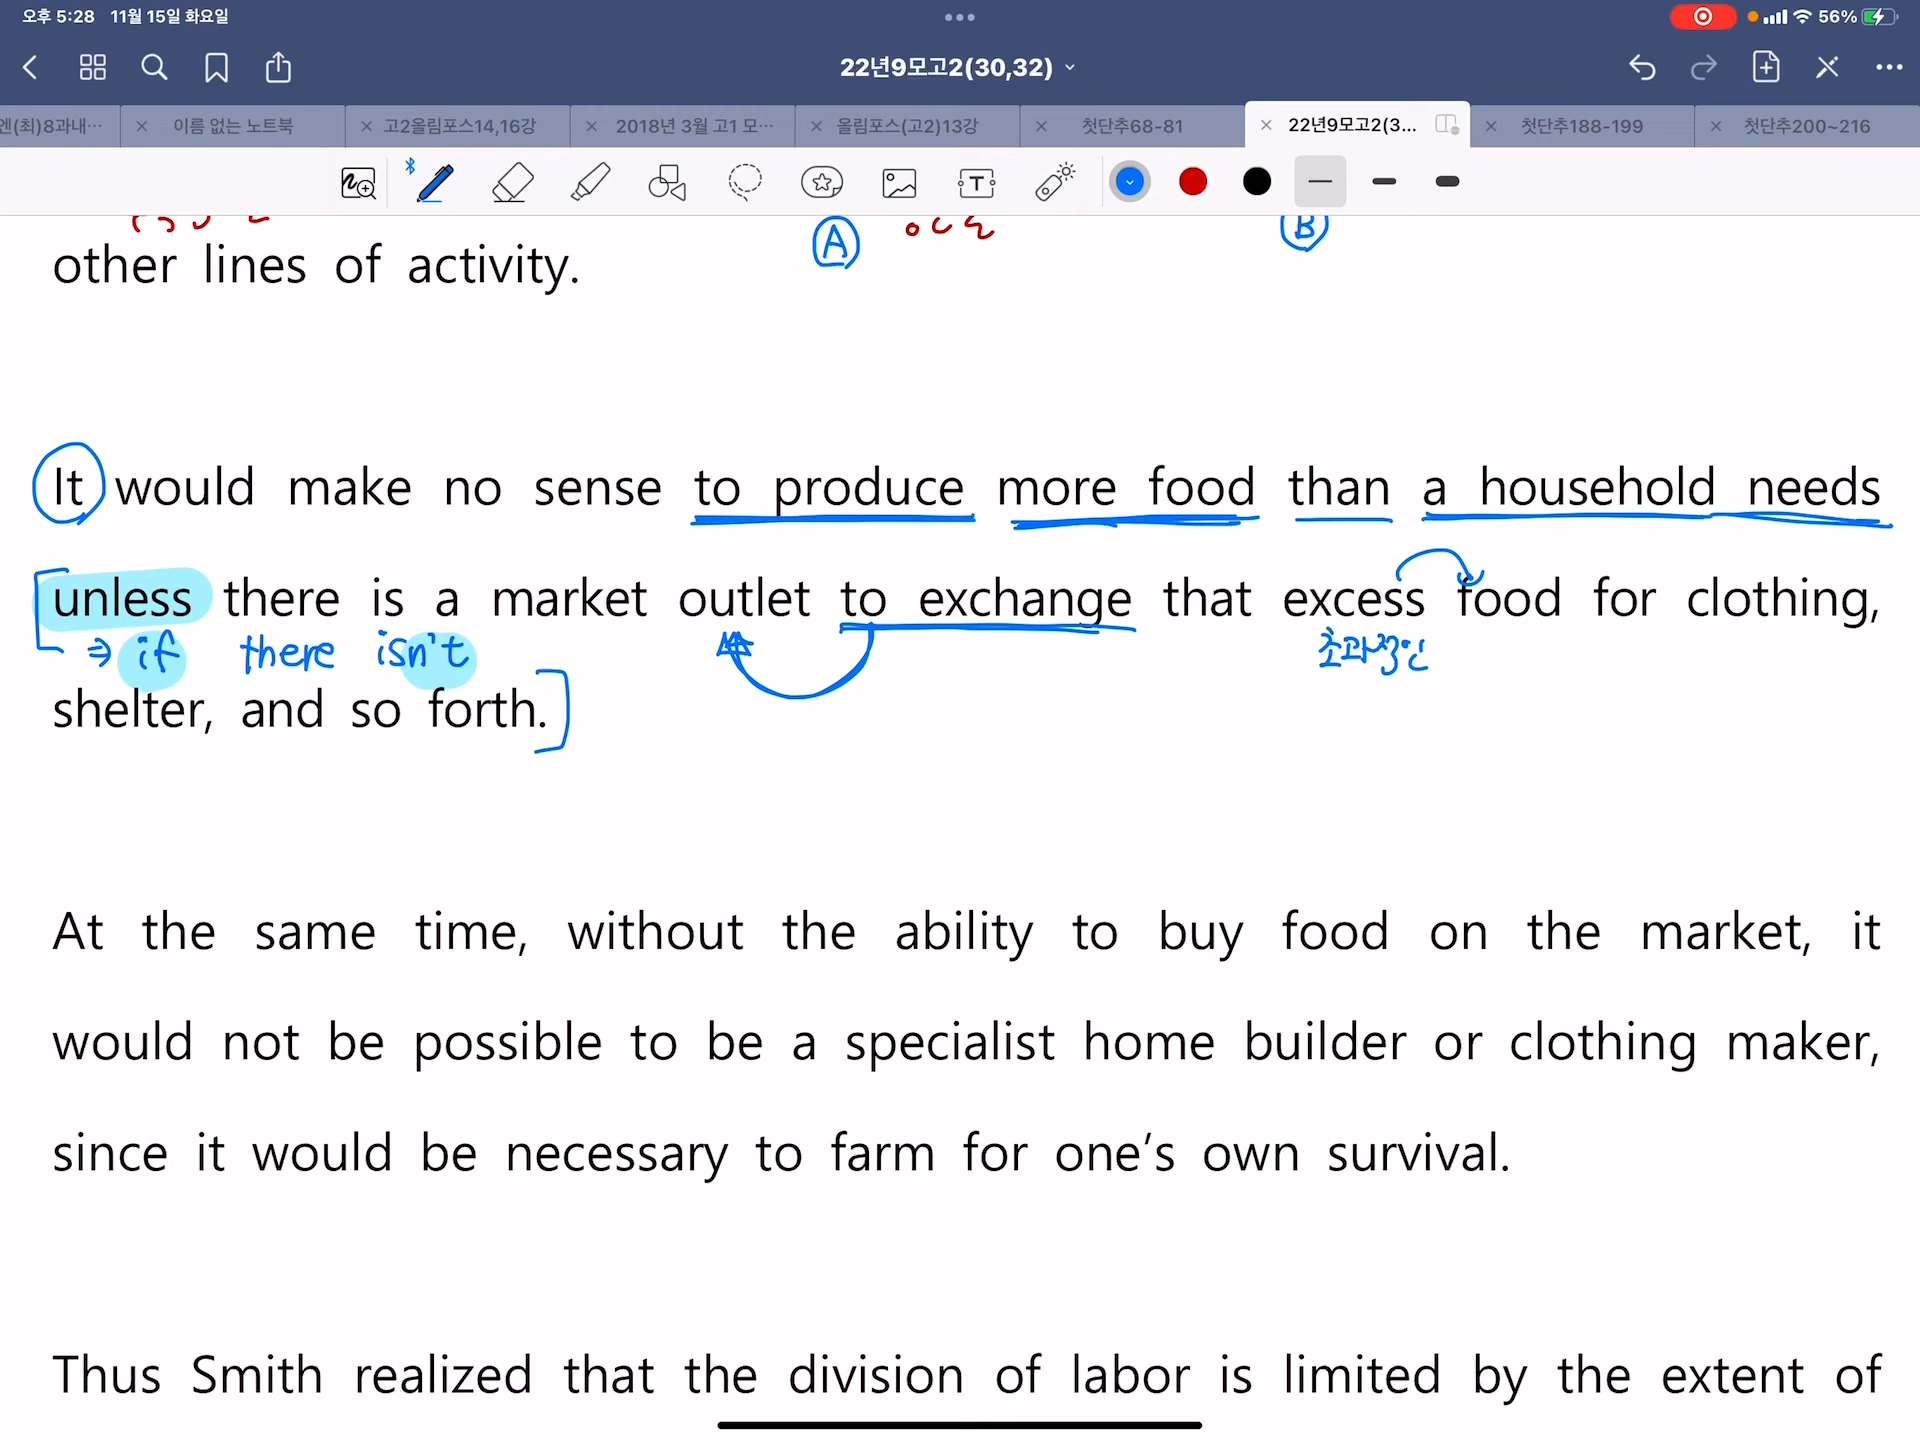 오후 5:28 11월 15일 화요일
56%
22년9모고2(30,32)
엔(최)8과내…
이름 없는 노트북
고2올림포스14,16강
2018년 3월 고1 모…
올림포스(고2)13강
첫단추68-81
22년9모고2(3...
첫단추188-199
첫단추200~216
A
B
other lines of activity.
It would make no sense to produce more food than a household needs
unless there is a market outlet to exchange that excess food for clothing,
⇒ if there isn't
초과적인
shelter, and so forth.
At the same time, without the ability to buy food on the market, it
would not be possible to be a specialist home builder or clothing maker,
since it would be necessary to farm for one’s own survival.
Thus Smith realized that the division of labor is limited by the extent of